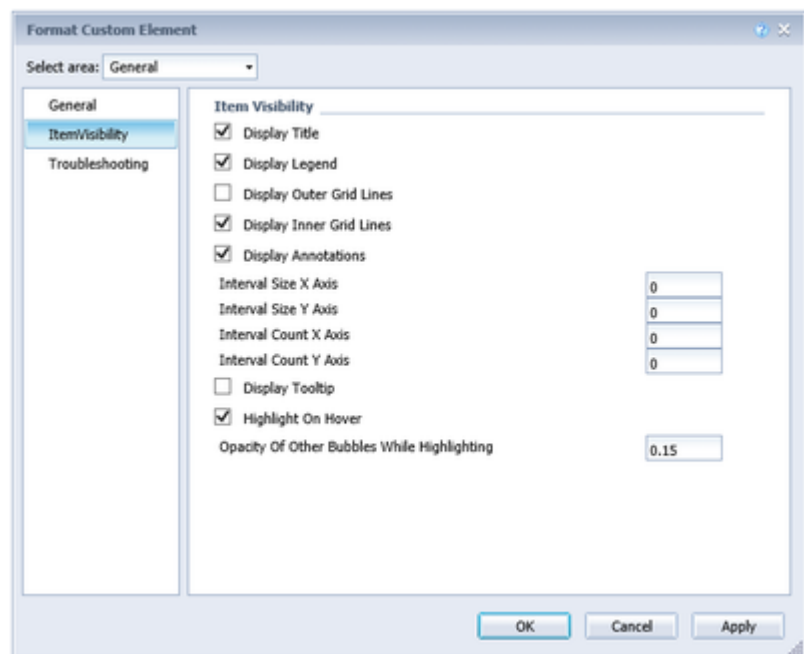 Format Custom Element
Select area: General
General
ItemVisibility
Troubleshooting
Item Visibility
Display Title
Display Legend
Display Outer Grid Lines
Display Inner Grid Lines
Display Annotations
Interval Size X Axis 0
Interval Size Y Axis 0
Interval Count X Axis 0
Interval Count Y Axis 0
Display Tooltip
Highlight On Hover
Opacity Of Other Bubbles While Highlighting 0.15
OK Cancel Apply